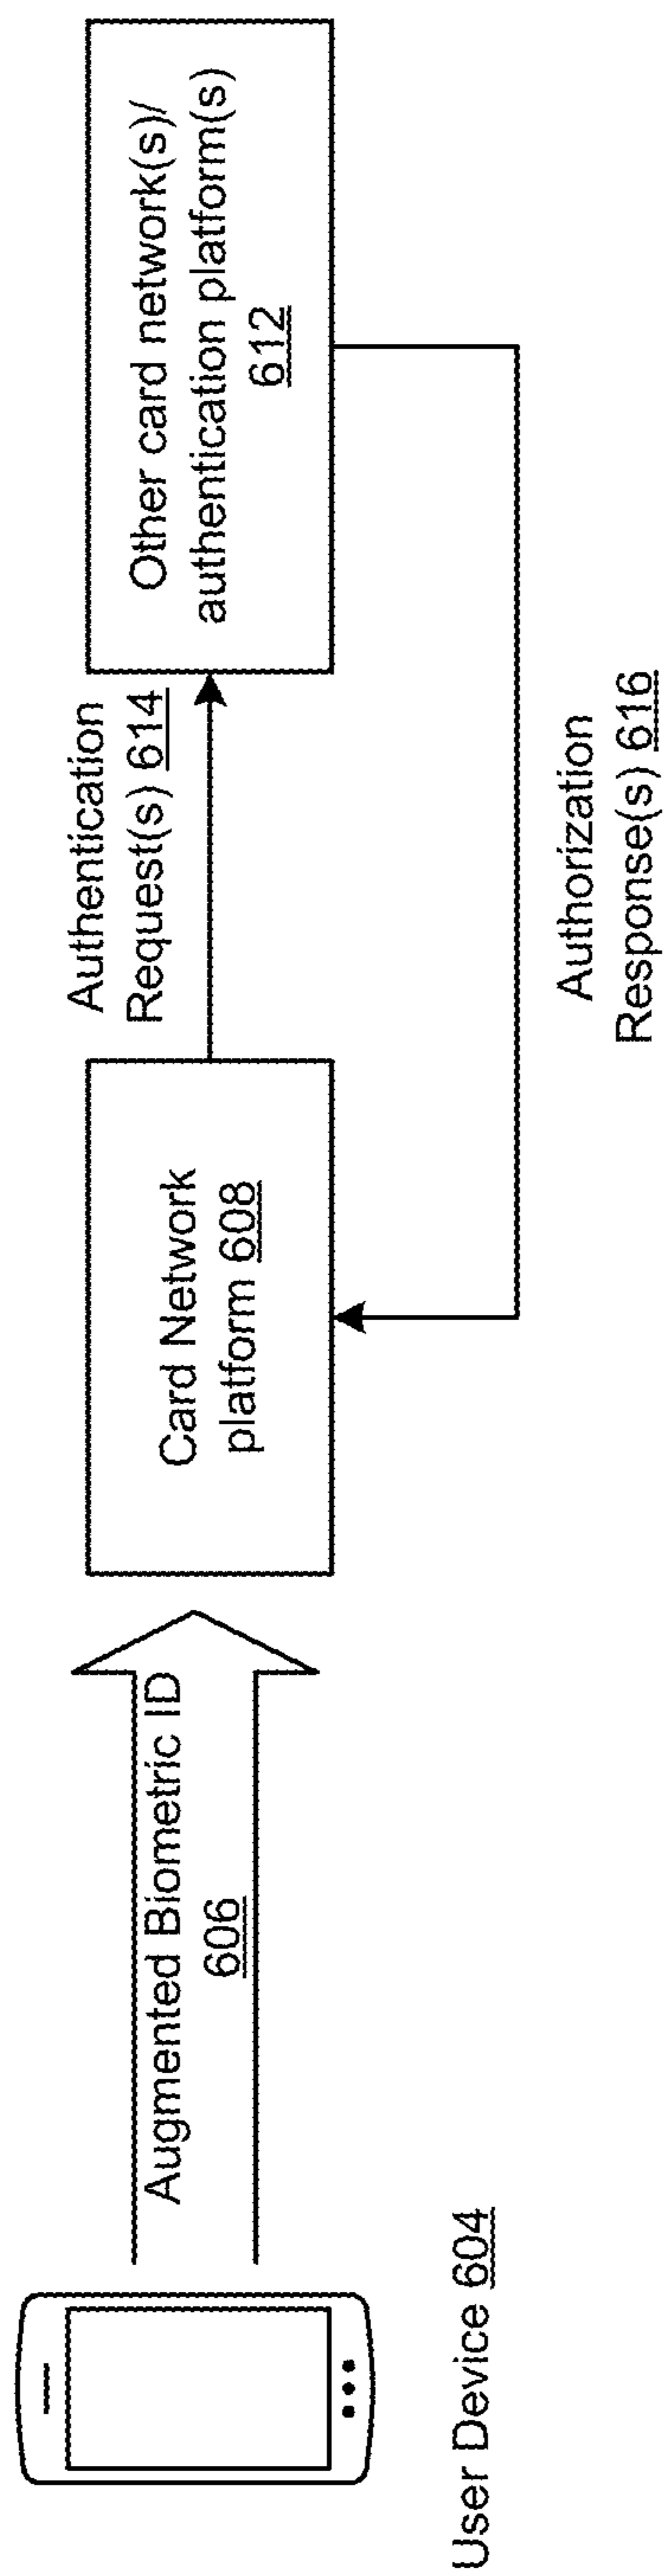 User Device 604
Augmented Biometric ID
606
Card Network
platform 608
Authentication
Request(s) 614
Other card network(s)/
authentication platform(s)
612
Authorization
Response(s) 616